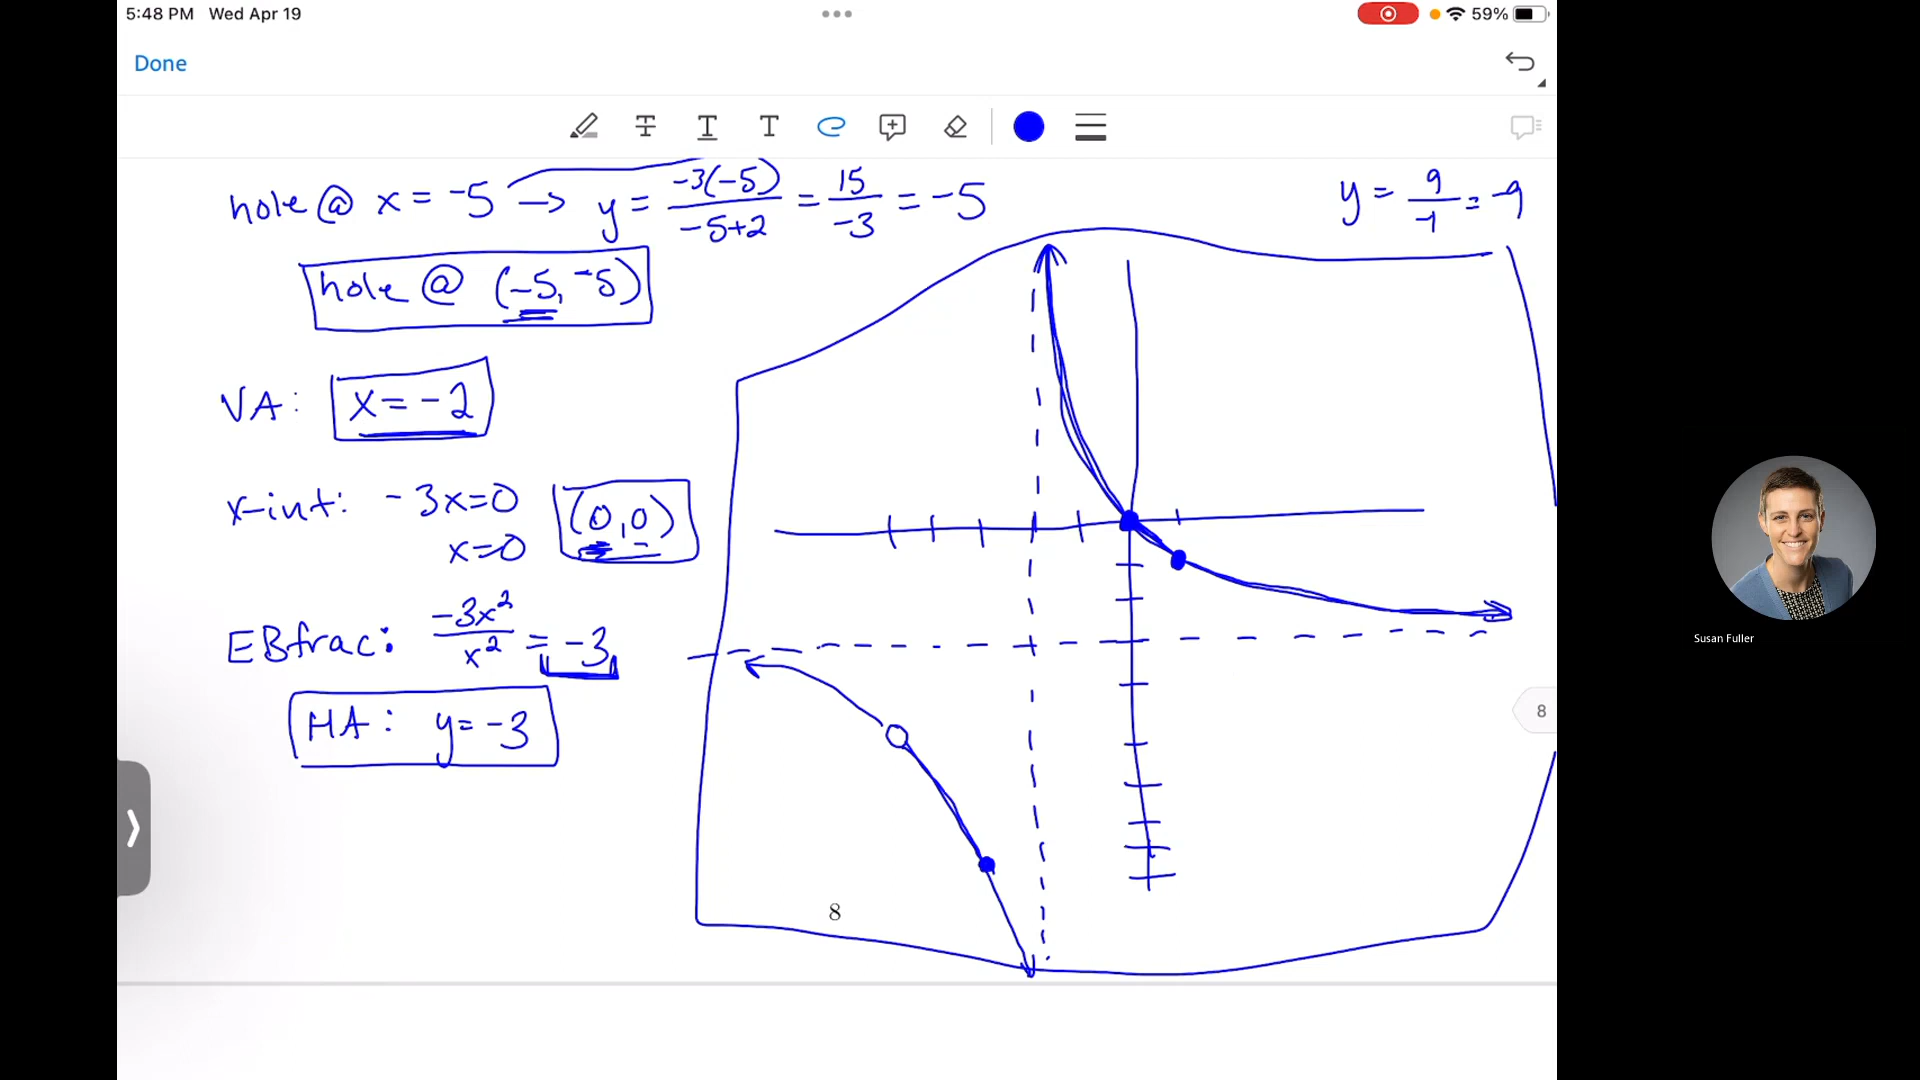 5:48 PM Wed Apr 19
59%
Done
hole @ x = -5 → y = -3(-5)/-5+2 = 15/-3 = -5
y = 9/-1 = -9
hole @ (-5, -5)
VA: x = -2
x-int: -3x=0 (0,0)
x=0
EBfrac: -3x²/x² = -3
HA: y = -3
8
8
Susan Fuller